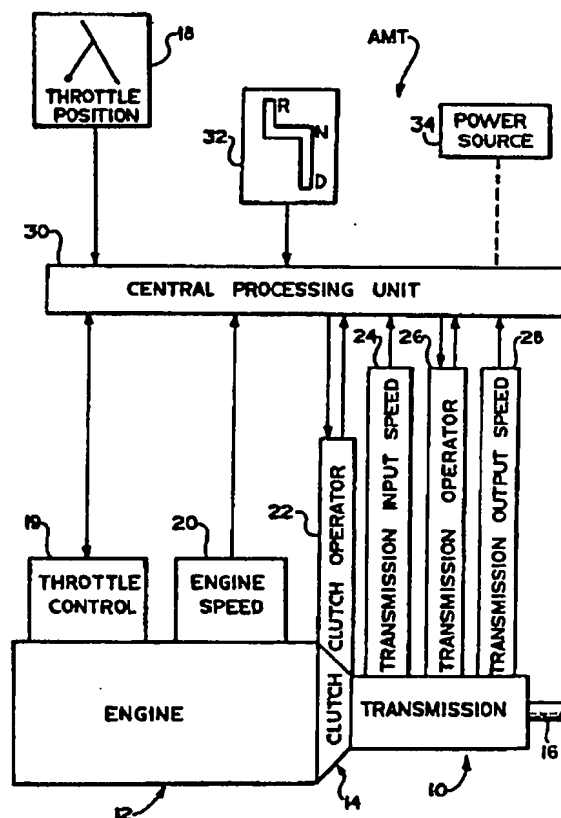 18
THROTTLE
POSITION
32
R
N
D
AMT
34
POWER
SOURCE
30
CENTRAL PROCESSING UNIT
24
26
28
22
CLUTCH OPERATOR
TRANSMISSION INPUT SPEED
TRANSMISSION OPERATOR
TRANSMISSION OUTPUT SPEED
19
THROTTLE
CONTROL
20
ENGINE
SPEED
ENGINE
CLUTCH
TRANSMISSION
16
12
14
10